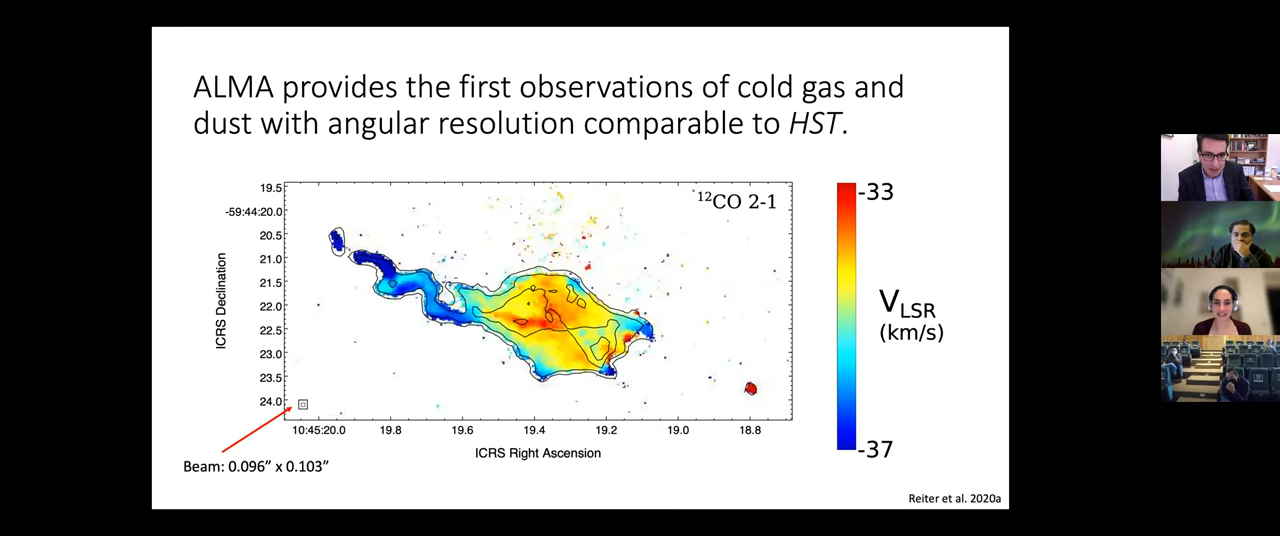 ALMA provides the first observations of cold gas and
dust with angular resolution comparable to HST.
¹²CO 2-1
19.5
-59:44:20.0
20.5
21.0
21.5
22.0
22.5
23.0
23.5
24.0
ICRS Declination
10:45:20.0 19.8 19.6 19.4 19.2 19.0 18.8
ICRS Right Ascension
-33
V_LSR
(km/s)
-37
Beam: 0.096” x 0.103”
Reiter et al. 2020a